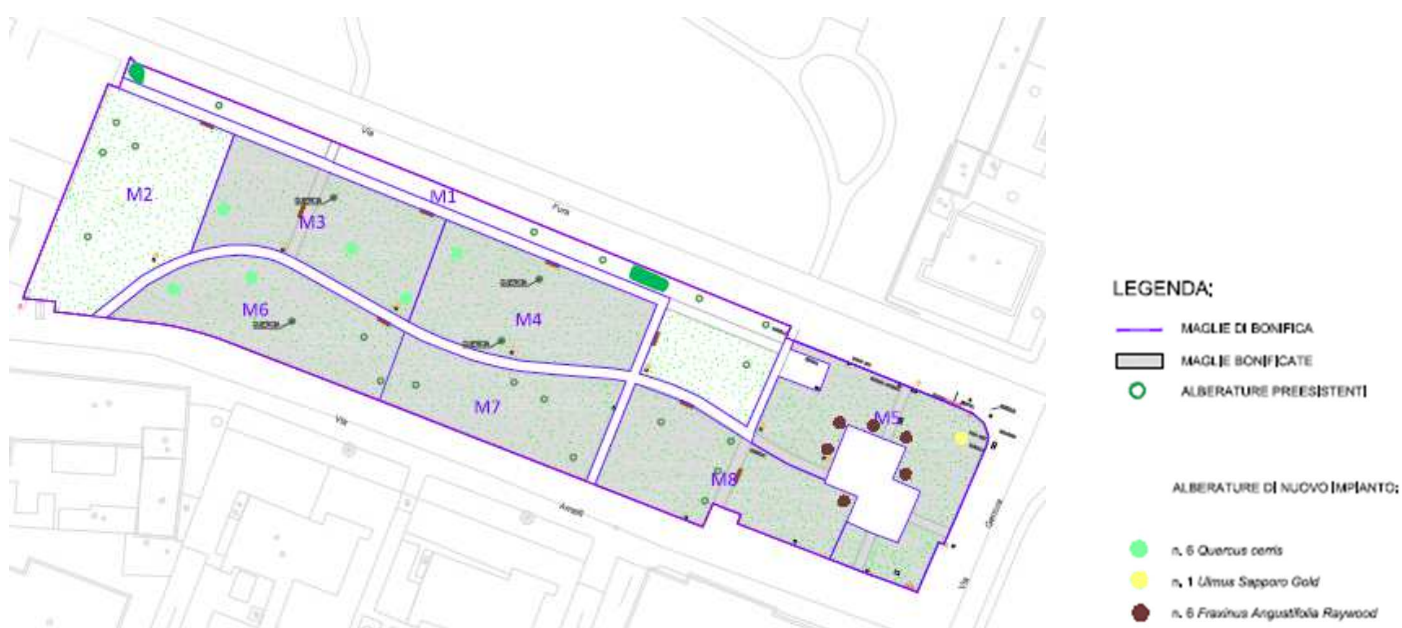 Via
Fura
M1
M2
M3
M4
M5
M6
M7
M8
Via
Via
LEGENDA:
MAGLIE DI BONIFICA
MAGLIE BONIFICATE
ALBERATURE PREESISTENTI
ALBERATURE DI NUOVO IMPIANTO:
n. 6 Quercus cerris
n. 1 Ulmus Sapporo Gold
n. 6 Fraxinus Angustifolia Raywood